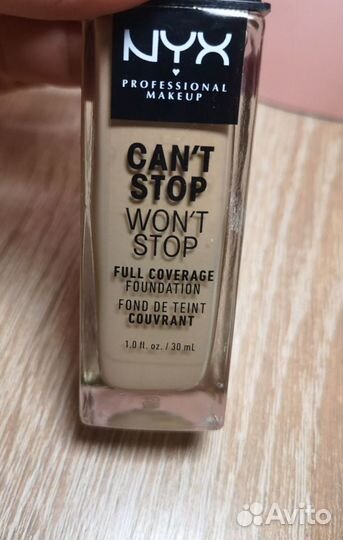 NYX
PROFESSIONAL
MAKEUP
CAN'T
STOP
WON'T
STOP
FULL COVERAGE
FOUNDATION
FOND DE TEINT
COUVRANT
1.0 fl. oz. / 30 mL
Avito